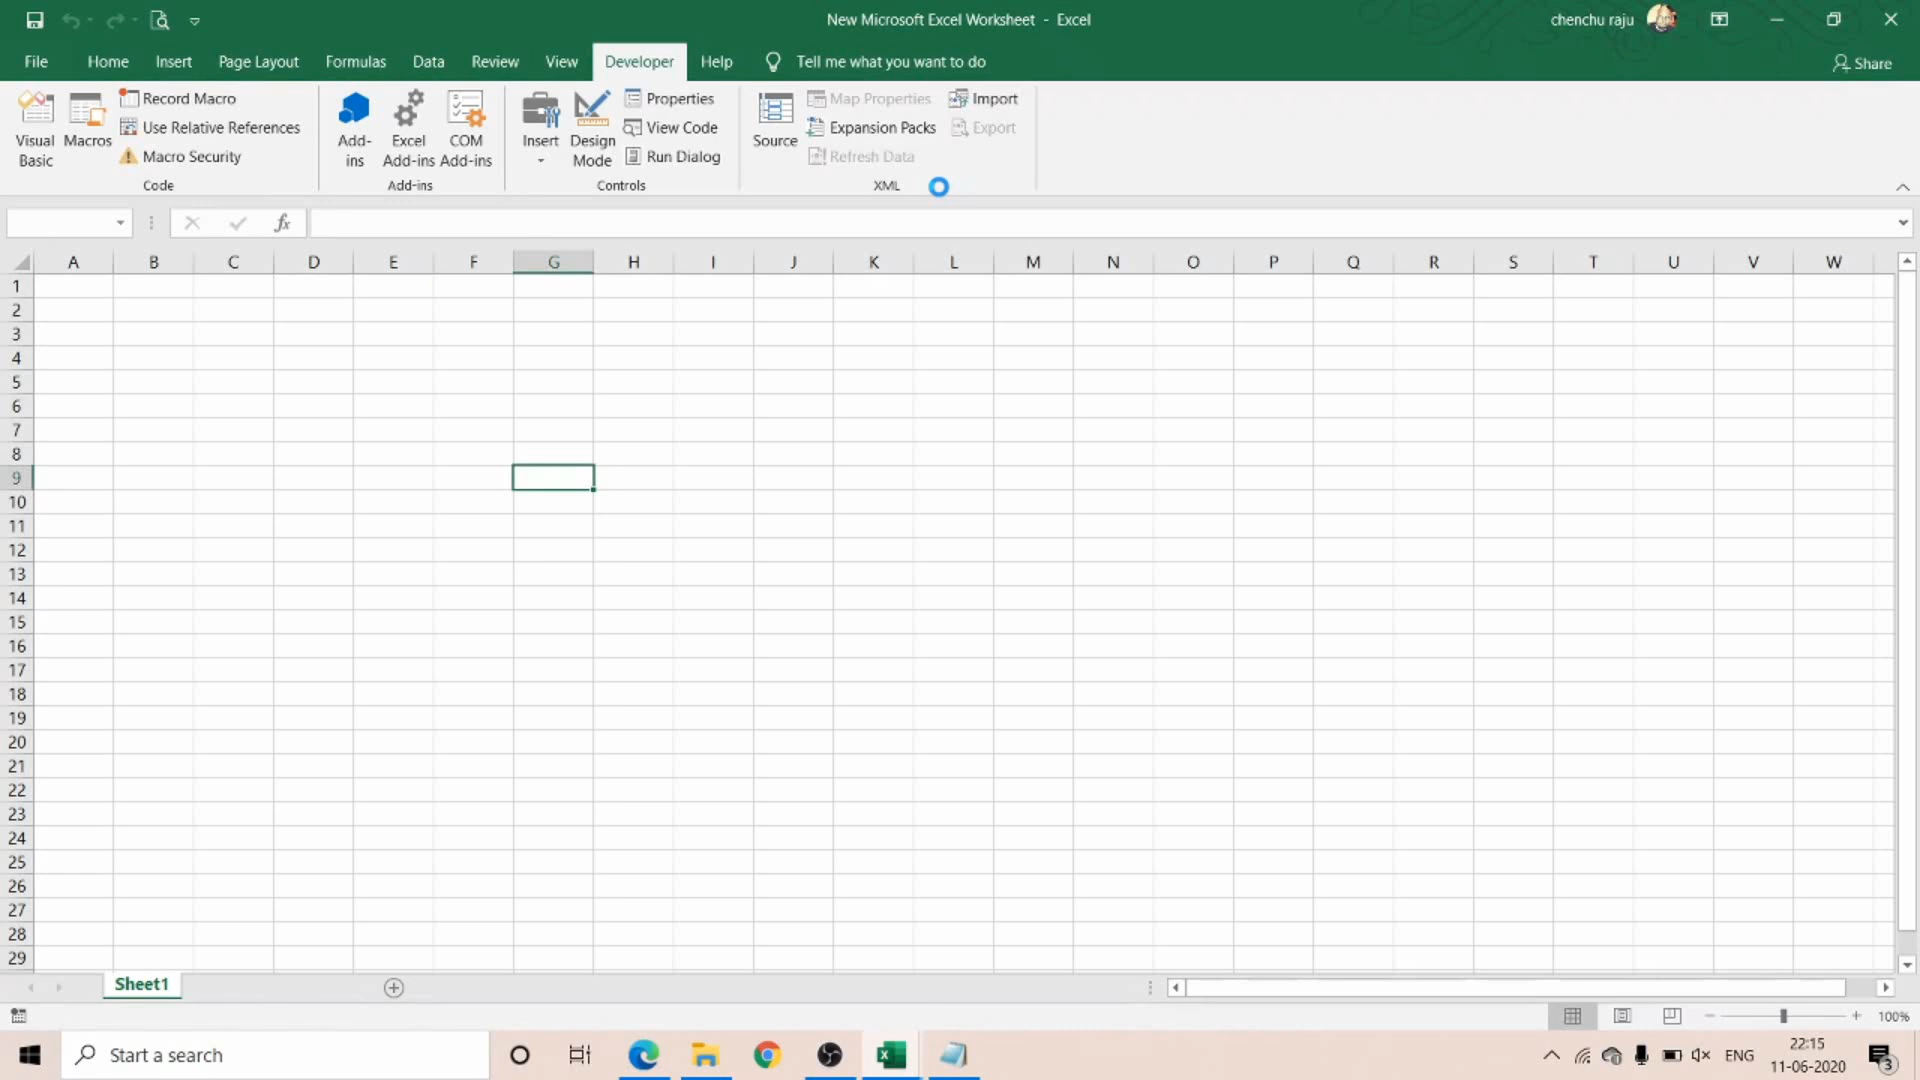 New Microsoft Excel Worksheet - Excel
chenchu raju
File Home Insert Page Layout Formulas Data Review View Developer Help Tell me what you want to do
Share
Visual Basic
Macros
Record Macro
Use Relative References
Macro Security
Code
Add-ins
Excel Add-ins
COM Add-ins
Add-ins
Insert
Design Mode
Properties
View Code
Run Dialog
Controls
Source
Map Properties
Expansion Packs
Refresh Data
Import
Export
XML
fx
A B C D E F G H I J K L M N O P Q R S T U V W
1
2
3
4
5
6
7
8
9
10
11
12
13
14
15
16
17
18
19
20
21
22
23
24
25
26
27
28
29
Sheet1
100%
Start a search
ENG
22:15
11-06-2020
3